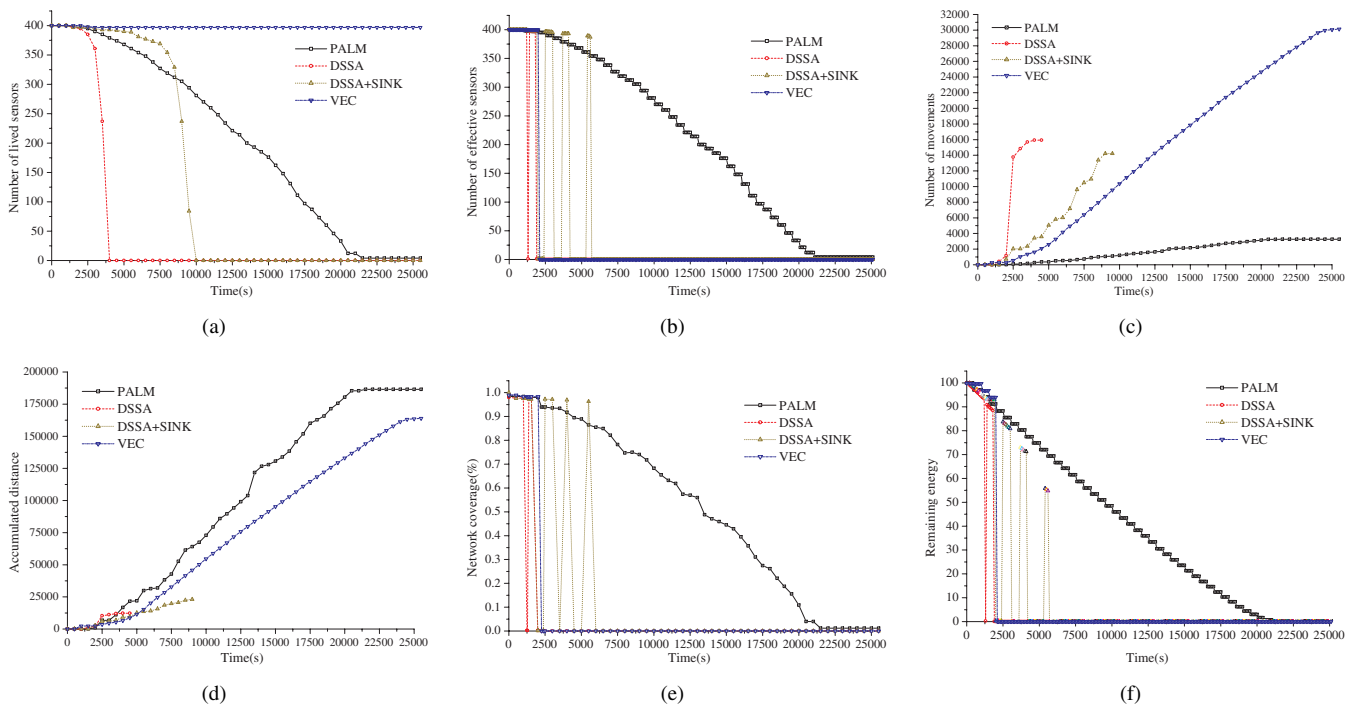 400
350
300
250
200
150
100
50
0
Number of lived sensors
PALM
DSSA
DSSA+SINK
VEC
0 2500 5000 7500 10000 12500 15000 17500 20000 22500 25000
Time(s)
(a)
400
350
300
250
200
150
100
50
0
Number of effective sensors
PALM
DSSA
DSSA+SINK
VEC
0 2500 5000 7500 10000 12500 15000 17500 20000 22500 25000
Time(s)
(b)
32000
30000
28000
26000
24000
22000
20000
18000
16000
14000
12000
10000
8000
6000
4000
2000
0
Number of movements
PALM
DSSA
DSSA+SINK
VEC
0 2500 5000 7500 10000 12500 15000 17500 20000 22500 25000
Time(s)
(c)
200000
175000
150000
125000
100000
75000
50000
25000
0
Accumulated distance
PALM
DSSA
DSSA+SINK
VEC
0 2500 5000 7500 10000 12500 15000 17500 20000 22500 25000
Time(s)
(d)
1.0
0.9
0.8
0.7
0.6
0.5
0.4
0.3
0.2
0.1
0.0
Network coverage(%)
PALM
DSSA
DSSA+SINK
VEC
0 2500 5000 7500 10000 12500 15000 17500 20000 22500 25000
Time(s)
(e)
100
90
80
70
60
50
40
30
20
10
0
Remaining energy
PALM
DSSA
DSSA+SINK
VEC
0 2500 5000 7500 10000 12500 15000 17500 20000 22500 25000
Time(s)
(f)